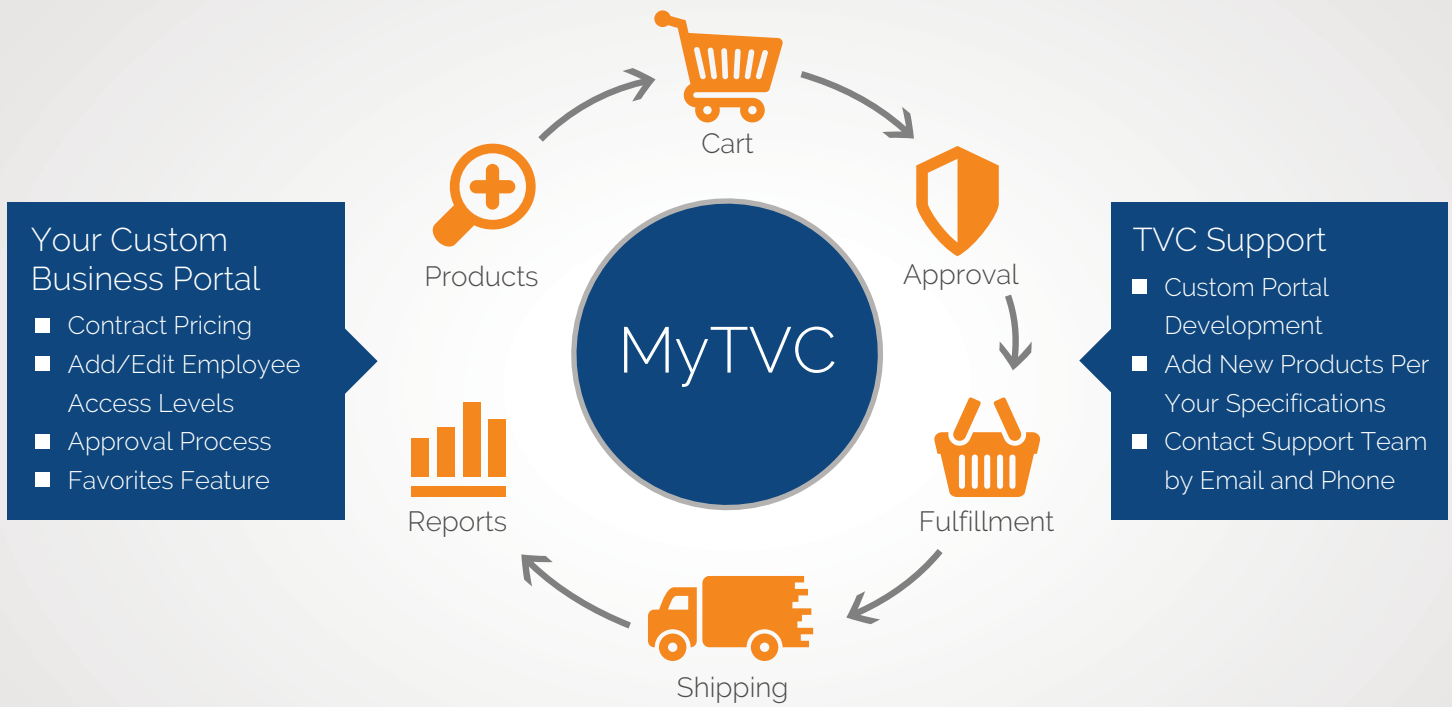 Cart
Products
Approval
Your Custom
Business Portal
Contract Pricing
Add/Edit Employee
Access Levels
Approval Process
Favorites Feature
MyTVC
TVC Support
Custom Portal
Development
Add New Products Per
Your Specifications
Contact Support Team
by Email and Phone
Reports
Fulfillment
Shipping